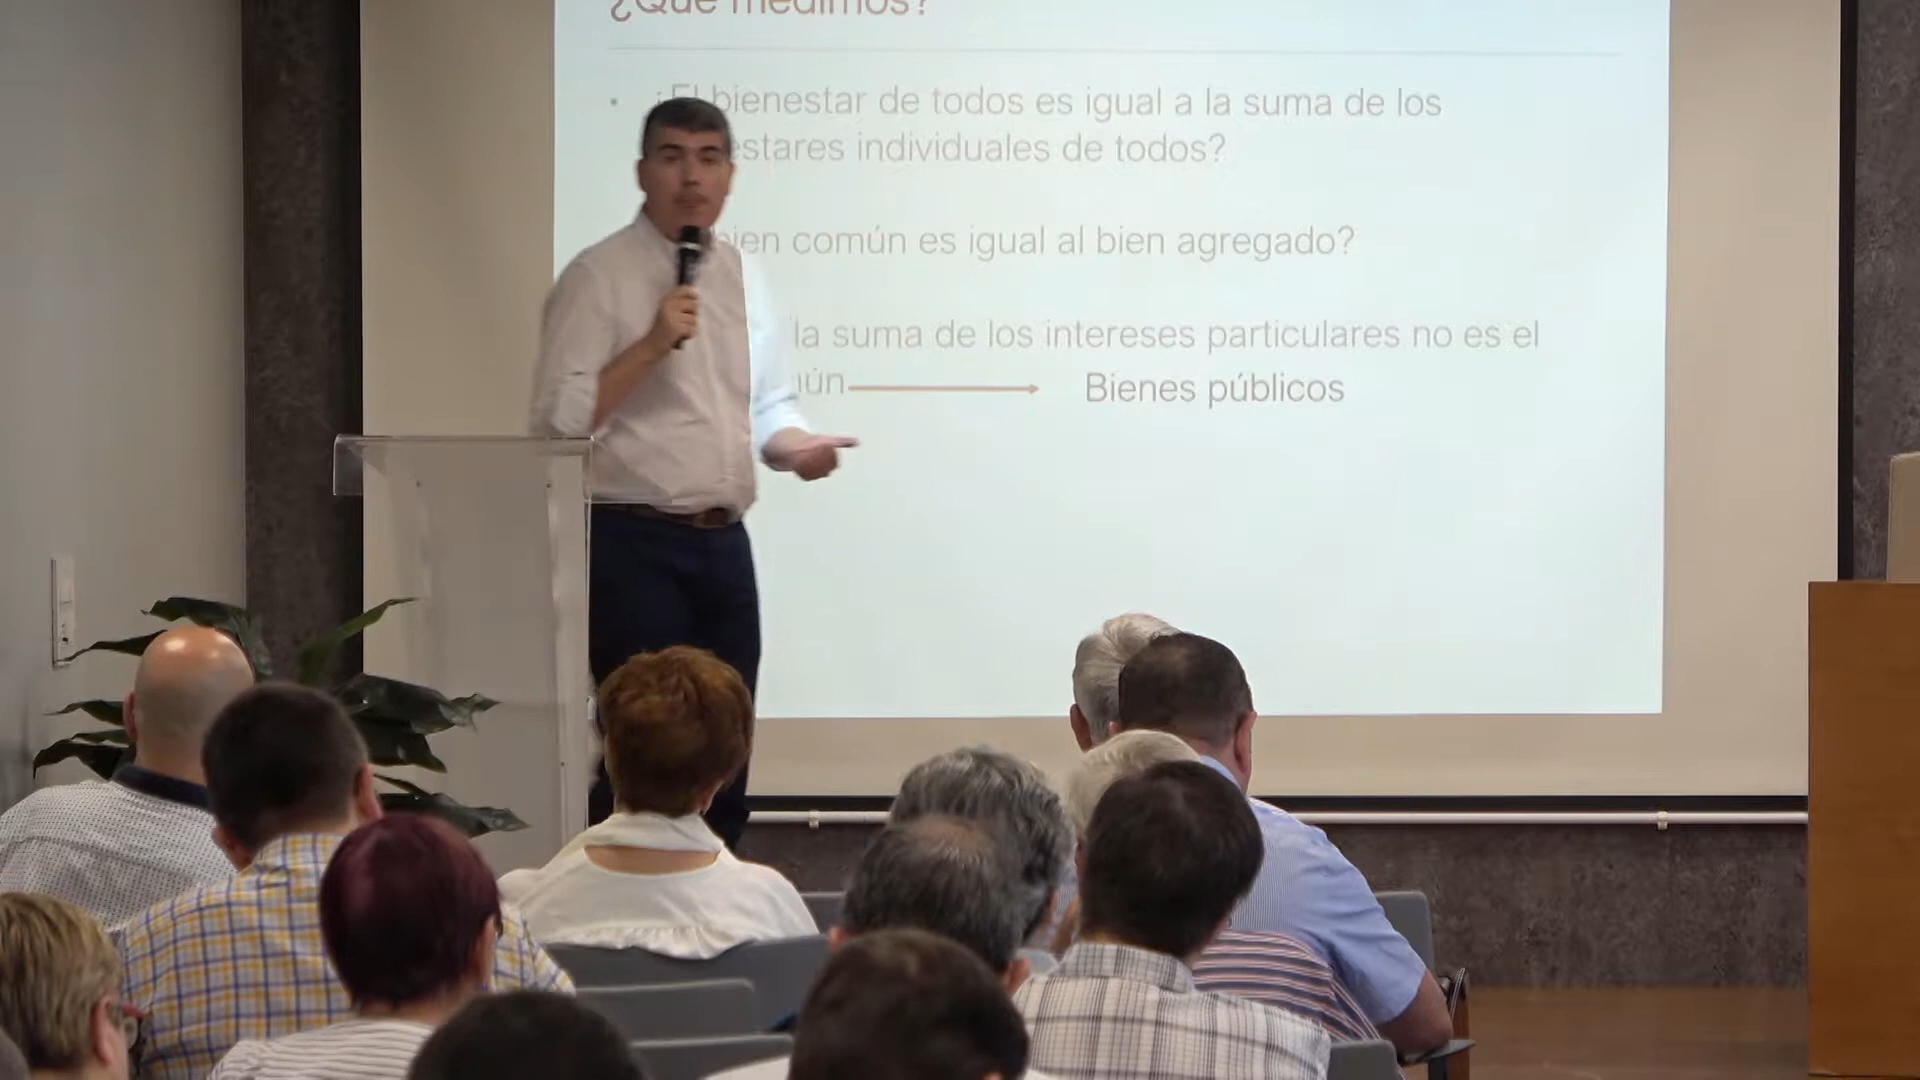 ¿Qué medimos?
• ¿El bienestar de todos es igual a la suma de los
estares individuales de todos?
bien común es igual al bien agregado?
la suma de los intereses particulares no es el
ún Bienes públicos